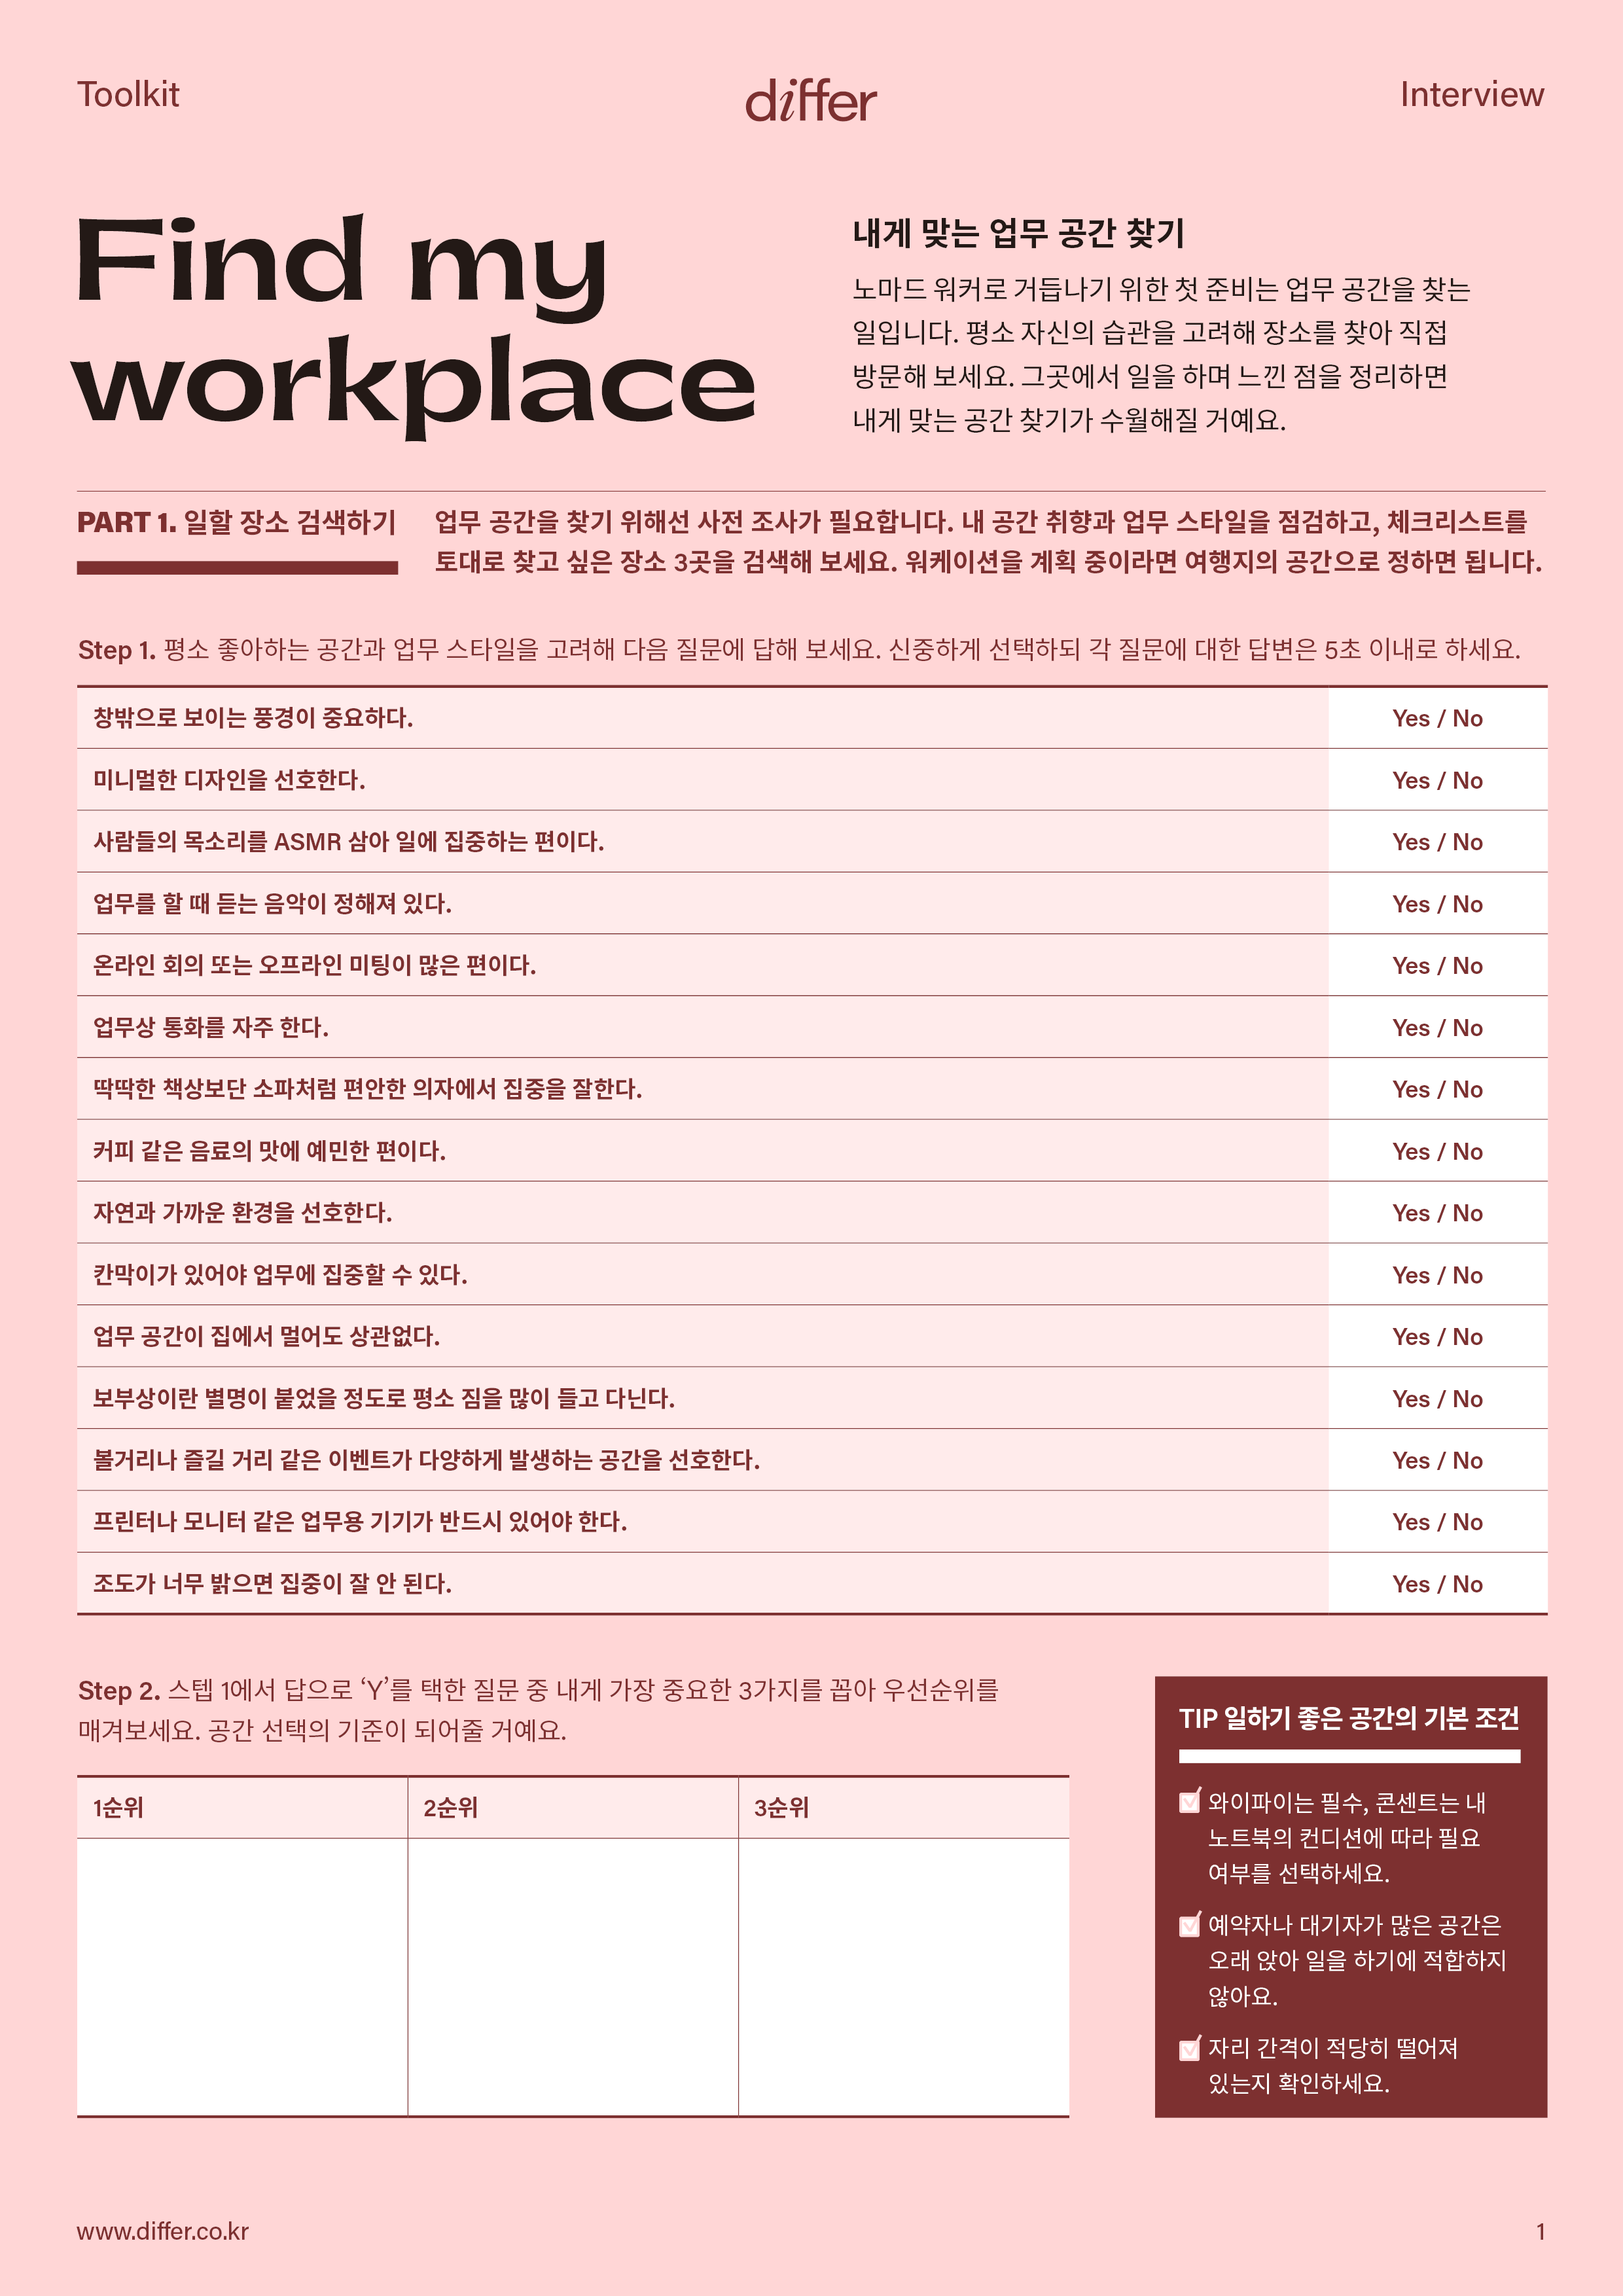 Toolkit
differ
Interview
Find my
workplace
내게 맞는 업무 공간 찾기
노마드 워커로 거듭나기 위한 첫 준비는 업무 공간을 찾는
일입니다. 평소 자신의 습관을 고려해 장소를 찾아 직접
방문해 보세요. 그곳에서 일을 하며 느낀 점을 정리하면
내게 맞는 공간 찾기가 수월해질 거예요.
PART 1. 일할 장소 검색하기
업무 공간을 찾기 위해선 사전 조사가 필요합니다. 내 공간 취향과 업무 스타일을 점검하고, 체크리스트를
토대로 찾고 싶은 장소 3곳을 검색해 보세요. 워케이션을 계획 중이라면 여행지의 공간으로 정하면 됩니다.
Step 1. 평소 좋아하는 공간과 업무 스타일을 고려해 다음 질문에 답해 보세요. 신중하게 선택하되 각 질문에 대한 답변은 5초 이내로 하세요.
창밖으로 보이는 풍경이 중요하다. Yes / No
미니멀한 디자인을 선호한다. Yes / No
사람들의 목소리를 ASMR 삼아 일에 집중하는 편이다. Yes / No
업무를 할 때 듣는 음악이 정해져 있다. Yes / No
온라인 회의 또는 오프라인 미팅이 많은 편이다. Yes / No
업무상 통화를 자주 한다. Yes / No
딱딱한 책상보단 소파처럼 편안한 의자에서 집중을 잘한다. Yes / No
커피 같은 음료의 맛에 예민한 편이다. Yes / No
자연과 가까운 환경을 선호한다. Yes / No
칸막이가 있어야 업무에 집중할 수 있다. Yes / No
업무 공간이 집에서 멀어도 상관없다. Yes / No
보부상이란 별명이 붙었을 정도로 평소 짐을 많이 들고 다닌다. Yes / No
볼거리나 즐길 거리 같은 이벤트가 다양하게 발생하는 공간을 선호한다. Yes / No
프린터나 모니터 같은 업무용 기기가 반드시 있어야 한다. Yes / No
조도가 너무 밝으면 집중이 잘 안 된다. Yes / No
Step 2. 스텝 1에서 답으로 ‘Y’를 택한 질문 중 내게 가장 중요한 3가지를 꼽아 우선순위를
매겨보세요. 공간 선택의 기준이 되어줄 거예요.
1순위
2순위
3순위
TIP 일하기 좋은 공간의 기본 조건
와이파이는 필수, 콘센트는 내
노트북의 컨디션에 따라 필요
여부를 선택하세요.
예약자나 대기자가 많은 공간은
오래 앉아 일을 하기에 적합하지
않아요.
자리 간격이 적당히 떨어져
있는지 확인하세요.
www.differ.co.kr
1